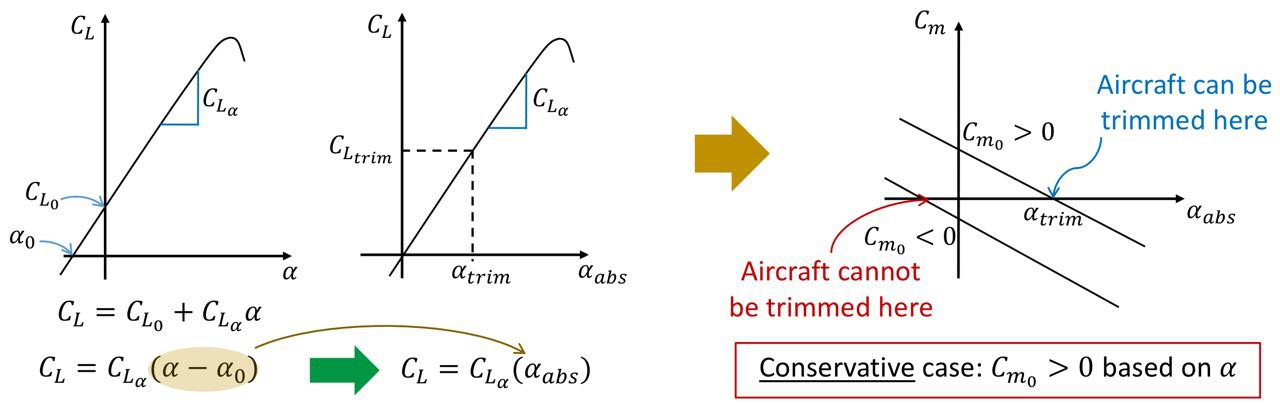 C_L
C_{L_α}
C_{L_0}
α_0
α
C_L = C_{L_0} + C_{L_α}α
C_L = C_{L_α}(α − α_0)
C_L
C_{L_α}
C_{L_{trim}}
α_{trim}
α_{abs}
C_L = C_{L_α}(α_{abs})
C_m
Aircraft can be
trimmed here
C_{m_0} > 0
α_{trim}
α_{abs}
C_{m_0} < 0
Aircraft cannot
be trimmed here
Conservative case: C_{m_0} > 0 based on α